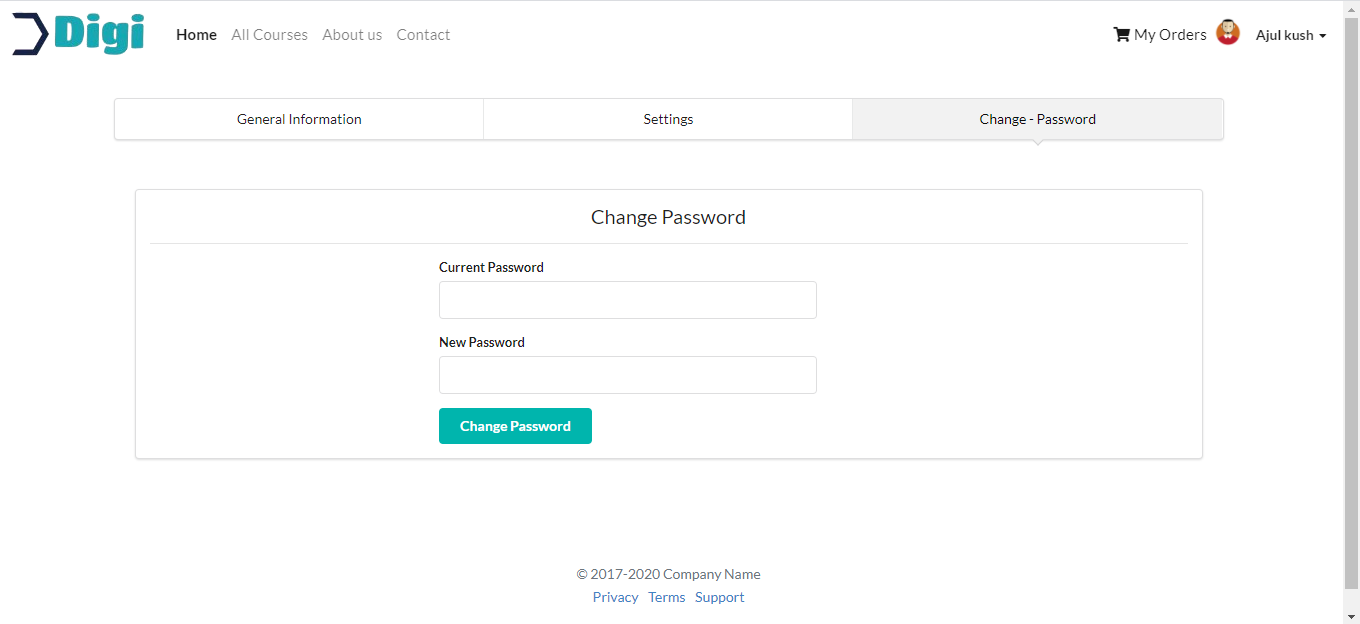 Digi Home All Courses About us Contact My Orders Ajul kush
General Information Settings Change - Password
Change Password
Current Password
New Password
Change Password
© 2017-2020 Company Name
Privacy Terms Support